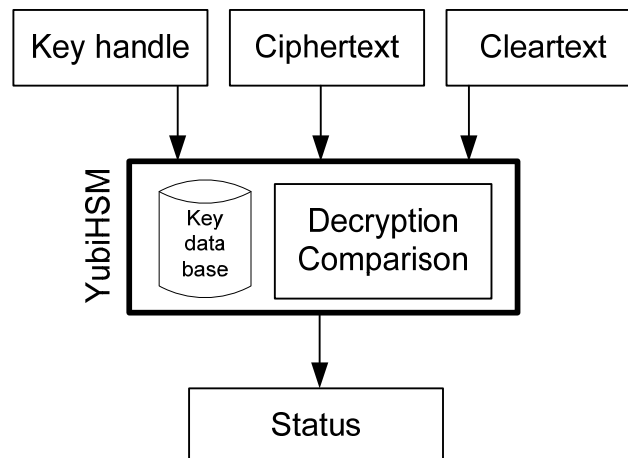 Key handle
Ciphertext
Cleartext
YubiHSM
Key
data
base
Decryption
Comparison
Status